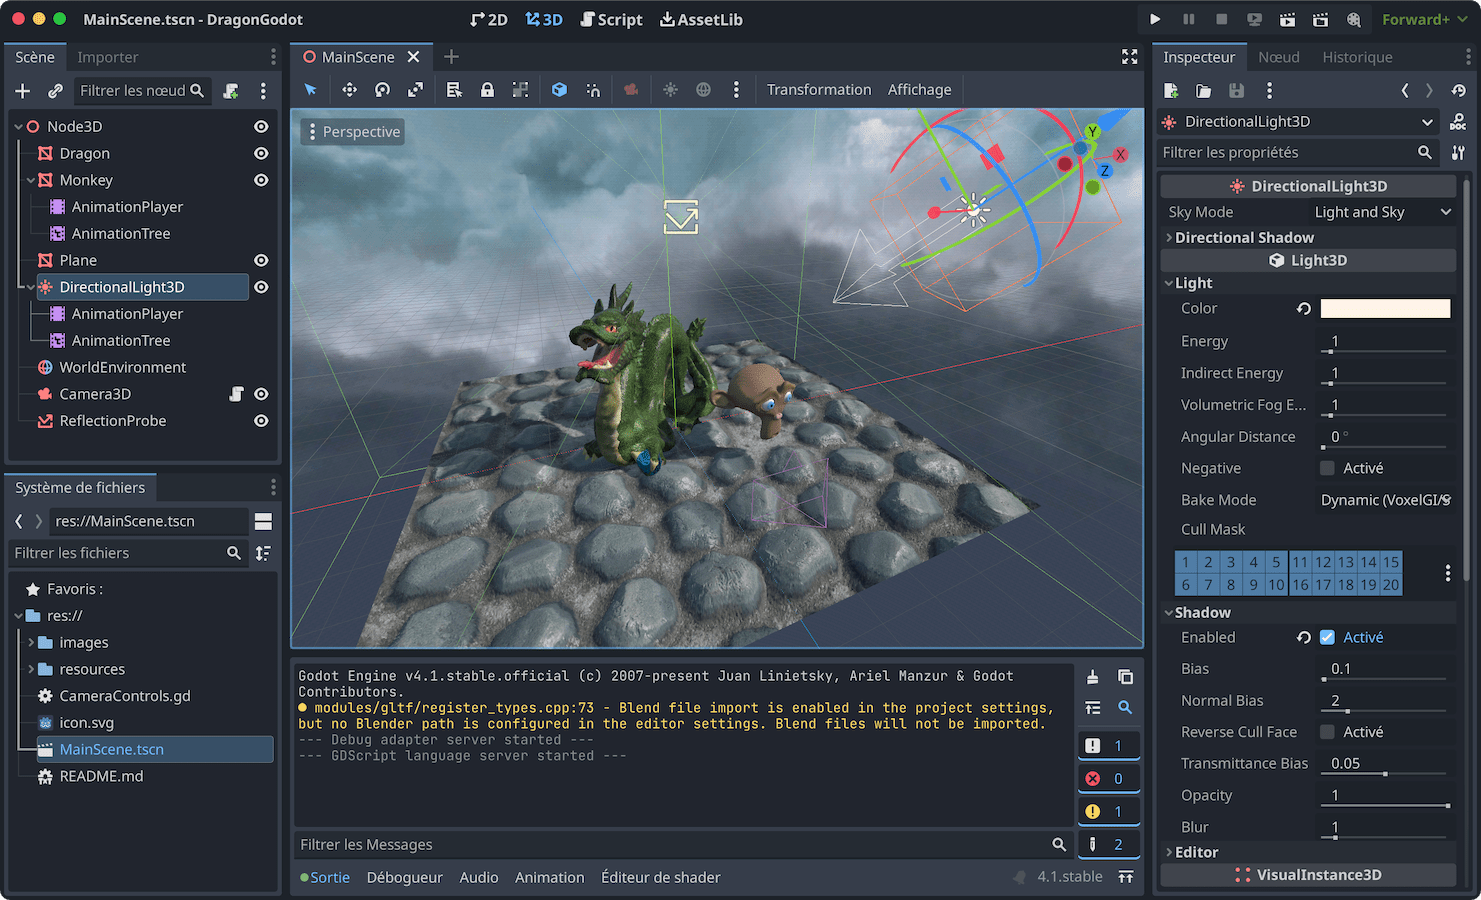 MainScene.tscn - DragonGodot
2D 3D Script AssetLib
Forward+
Scène Importer
Filtrer les nœud
Node3D
Dragon
Monkey
AnimationPlayer
AnimationTree
Plane
DirectionalLight3D
AnimationPlayer
AnimationTree
WorldEnvironment
Camera3D
ReflectionProbe
Système de fichiers
res://MainScene.tscn
Filtrer les fichiers
Favoris :
res://
images
resources
CameraControls.gd
icon.svg
MainScene.tscn
README.md
MainScene
Transformation Affichage
Perspective
Y
X
Z
Godot Engine v4.1.stable.official (c) 2007-present Juan Linietsky, Ariel Manzur & Godot
Contributors.
modules/gltf/register_types.cpp:73 - Blend file import is enabled in the project settings,
but no Blender path is configured in the editor settings. Blend files will not be imported.
--- Debug adapter server started ---
--- GDScript language server started ---
1
0
1
2
Filtrer les Messages
Sortie Débogueur Audio Animation Éditeur de shader
4.1.stable
Inspecteur Nœud Historique
DirectionalLight3D
DOC
Filtrer les propriétés
DirectionalLight3D
Sky Mode Light and Sky
Directional Shadow
Light3D
Light
Color
Energy 1
Indirect Energy 1
Volumetric Fog E... 1
Angular Distance 0 °
Negative Activé
Bake Mode Dynamic (VoxelGI/S
Cull Mask
1 2 3 4 5 11 12 13 14 15
6 7 8 9 10 16 17 18 19 20
Shadow
Enabled Activé
Bias 0.1
Normal Bias 2
Reverse Cull Face Activé
Transmittance Bias 0.05
Opacity 1
Blur 1
Editor
VisualInstance3D